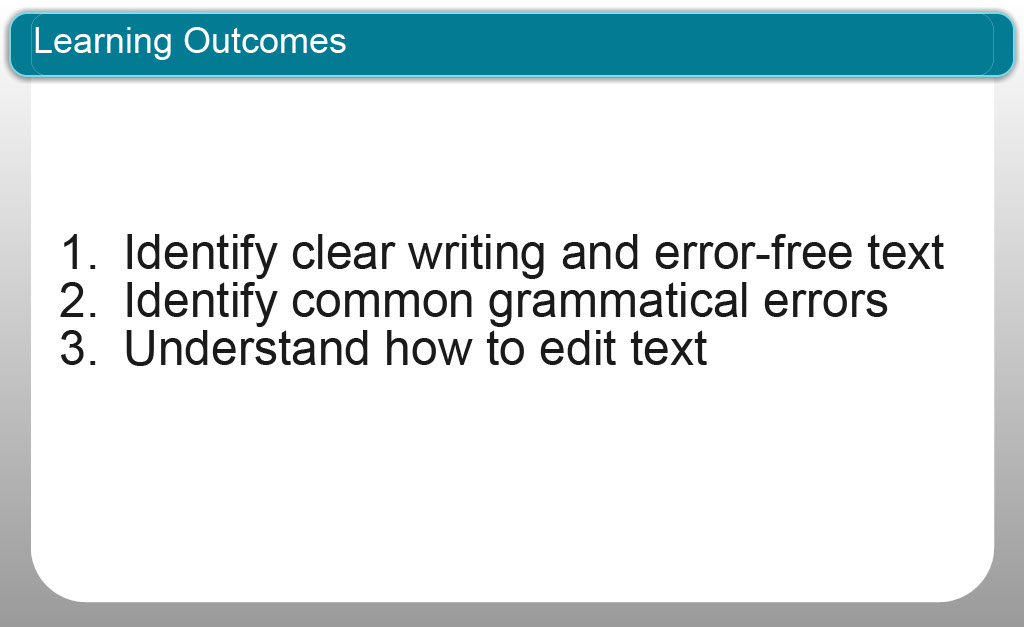 Learning Outcomes
1. Identify clear writing and error-free text
2. Identify common grammatical errors
3. Understand how to edit text